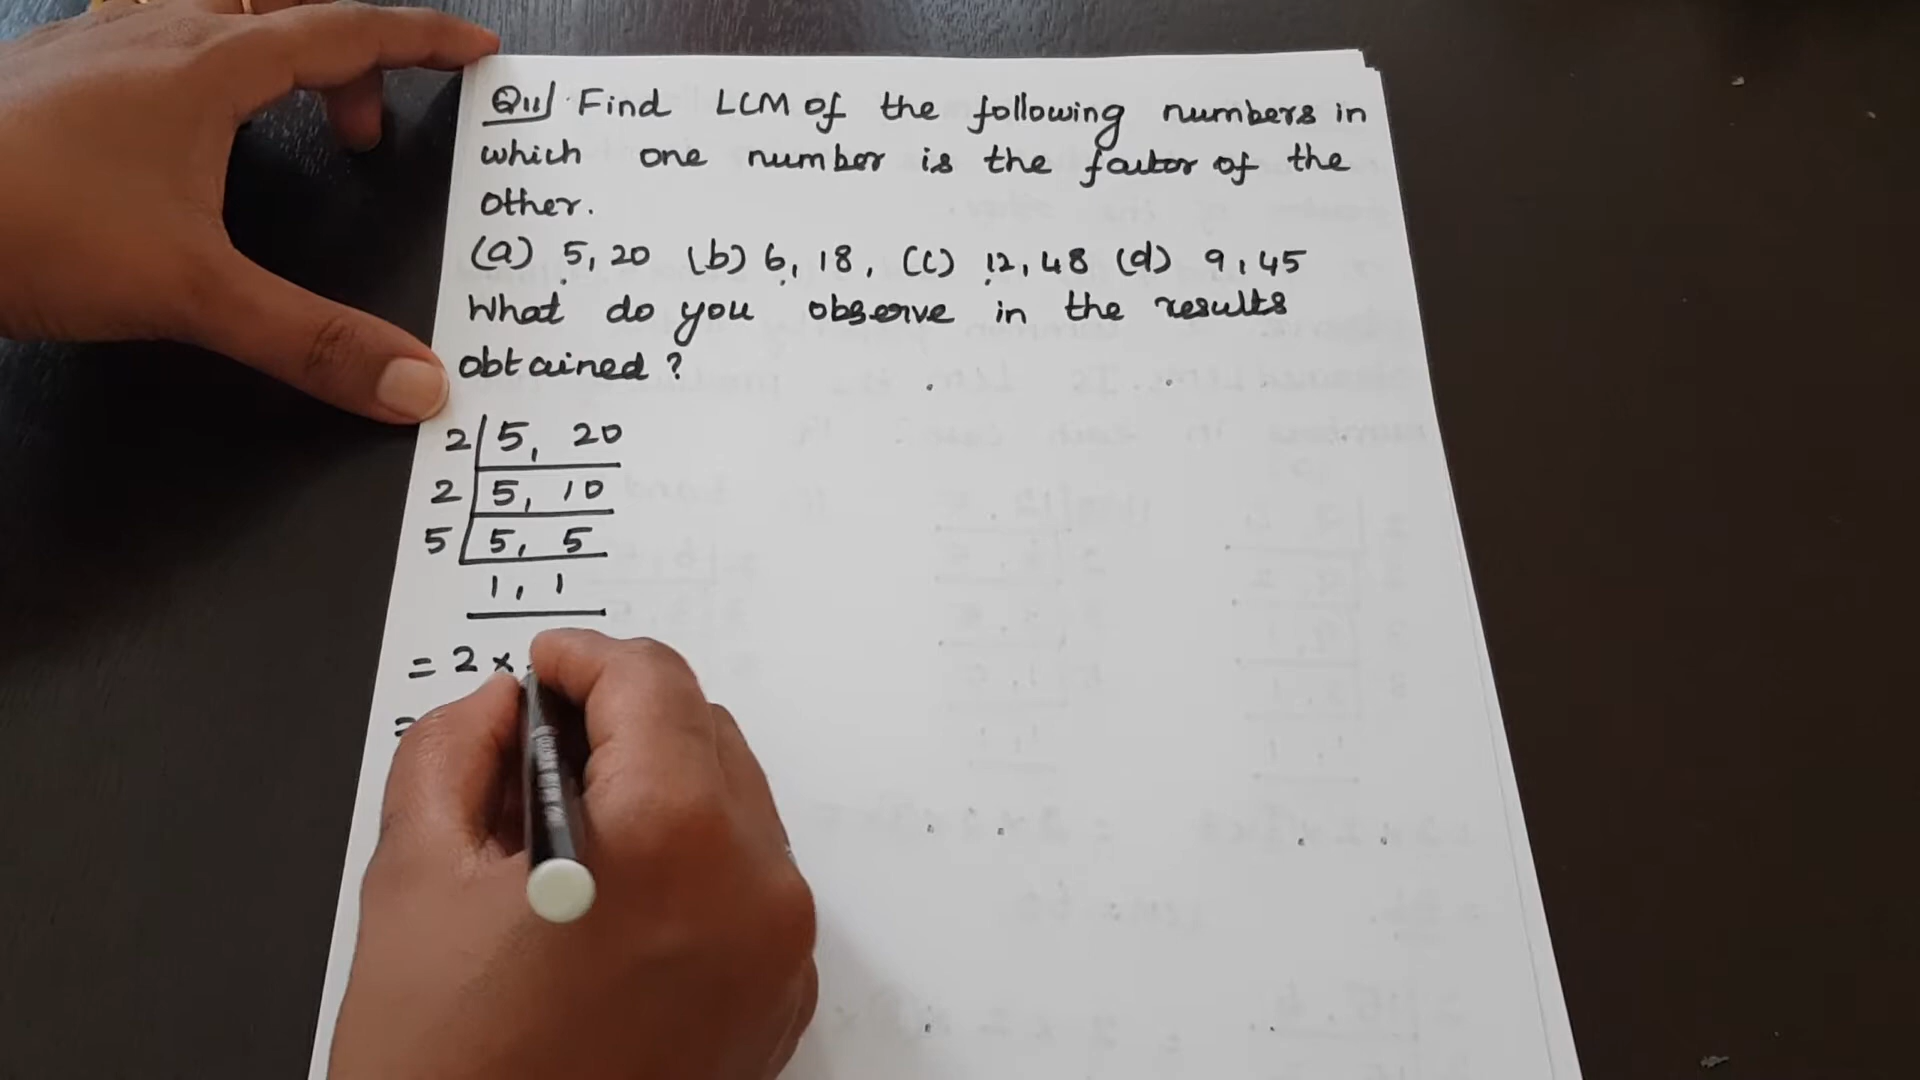 Q11) Find LCM of the following numbers in
which one number is the factor of the
other.
(a) 5, 20 (b) 6, 18, (c) 12, 48 (d) 9, 45
What do you observe in the results
obtained?
2 | 5, 20
2 | 5, 10
5 | 5, 5
1, 1
= 2 ×
=